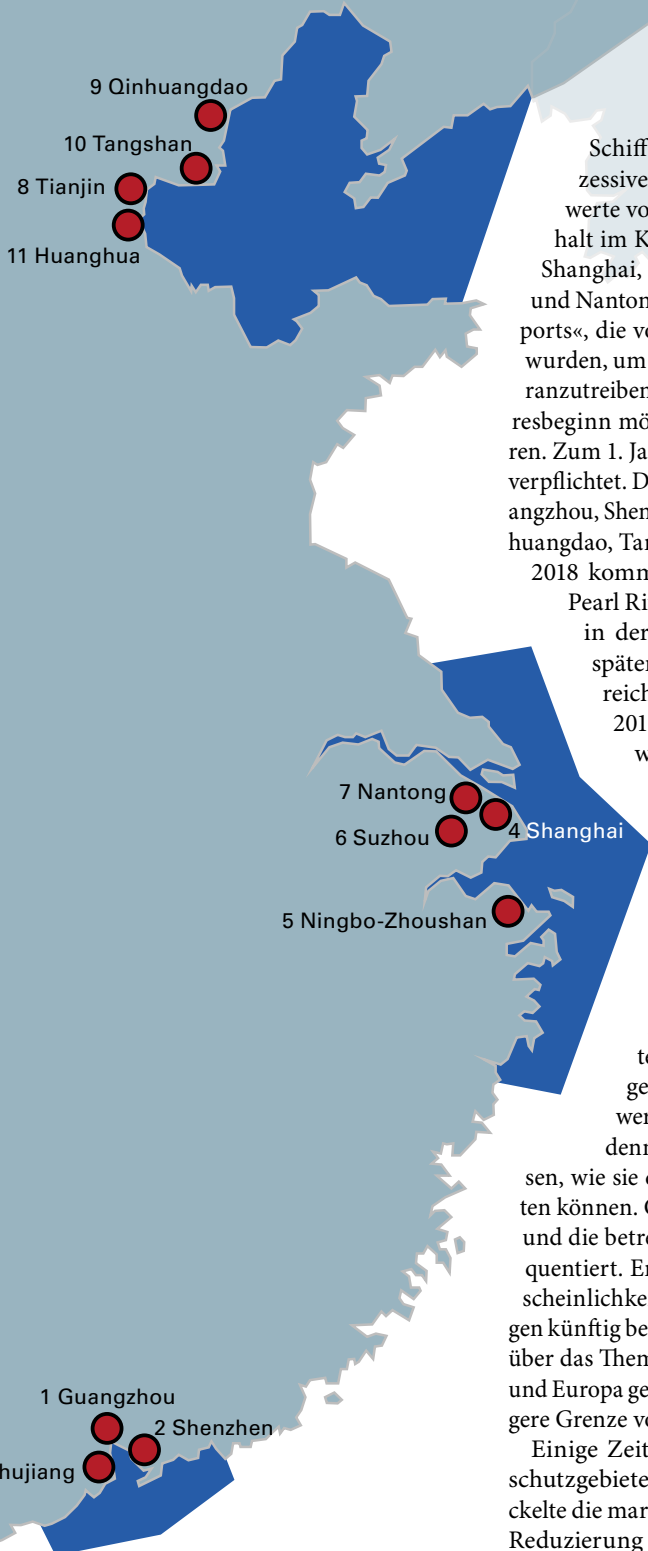 9 Qinhuangdao
10 Tangshan
8 Tianjin
11 Huanghua
7 Nantong
4 Shanghai
6 Suzhou
5 Ningbo-Zhoushan
1 Guangzhou
2 Shenzhen
hujiang
Schiff
zessive
werte vo
halt im K
Shanghai,
und Nanton
ports«, die vo
wurden, um
ranzutreiben
resbeginn mö
ren. Zum 1. Ja
verpflichtet. D
angzhou, Shen
huangdao, Tan
2018 komm
Pearl Ri
in der
später
reich
201
w
te
ge
wer
denn
sen, wie sie d
ten können. G
und die betro
quentiert. Er
scheinlichke
gen künftig be
über das Them
und Europa ge
gere Grenze vo
Einige Zeit
schutzgebiete
ckelte die mar
Reduzierung